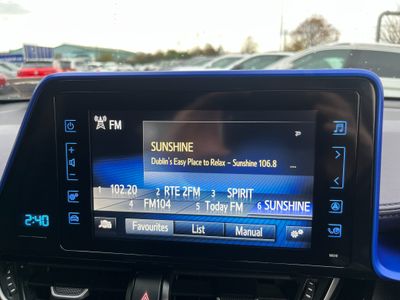 FM
SUNSHINE
Dublin's Easy Place to Relax - Sunshine 106.8 ...
1 102.20 2 RTE 2FM 3 SPIRIT
4 FM104 5 Today FM 6 SUNSHINE
2:40
Favourites List Manual